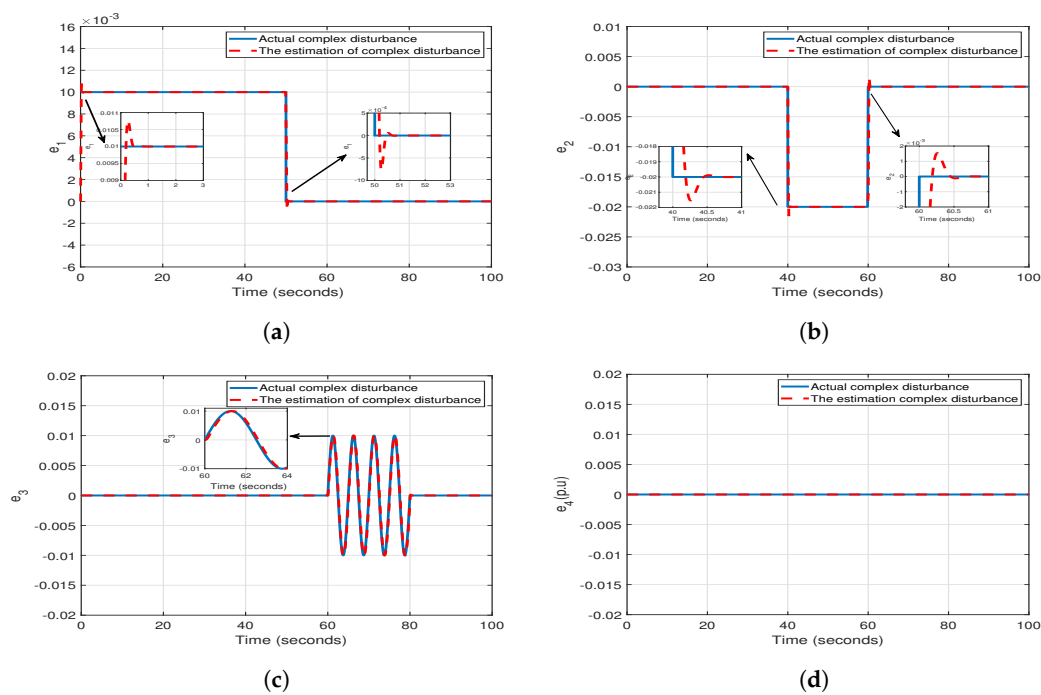 ×10⁻³
16
14
12
10
8
6
4
2
0
-2
-4
-6
0 20 40 60 80 100
e₁
Time (seconds)
Actual complex disturbance
The estimation of complex disturbance
0.011
0.0105
0.01
0.0095
0.009
0 1 2 3
e₁
×10⁻⁴
5
0
-5
-10
50 51 52 53
e₁
(a)
0.02
0.015
0.01
0.005
0
-0.005
-0.01
-0.015
-0.02
-0.025
-0.03
0 20 40 60 80 100
e₂
Time (seconds)
Actual complex disturbance
The estimation of complex disturbance
-0.018
-0.019
-0.02
-0.021
-0.022
40 40.5 41
Time (seconds)
×10⁻³
2
1
0
-1
-2
60 60.5 61
e₂
Time (seconds)
(b)
0.02
0.015
0.01
0.005
0
-0.005
-0.01
-0.015
-0.02
0 20 40 60 80 100
e₃
Time (seconds)
Actual complex disturbance
The estimation of complex disturbance
0.01
0
-0.01
60 62 64
e₃
Time (seconds)
(c)
0.02
0.015
0.01
0.005
0
-0.005
-0.01
-0.015
-0.02
0 20 40 60 80 100
e₄(p.u)
Time (seconds)
Actual complex disturbance
The estimation complex disturbance
(d)